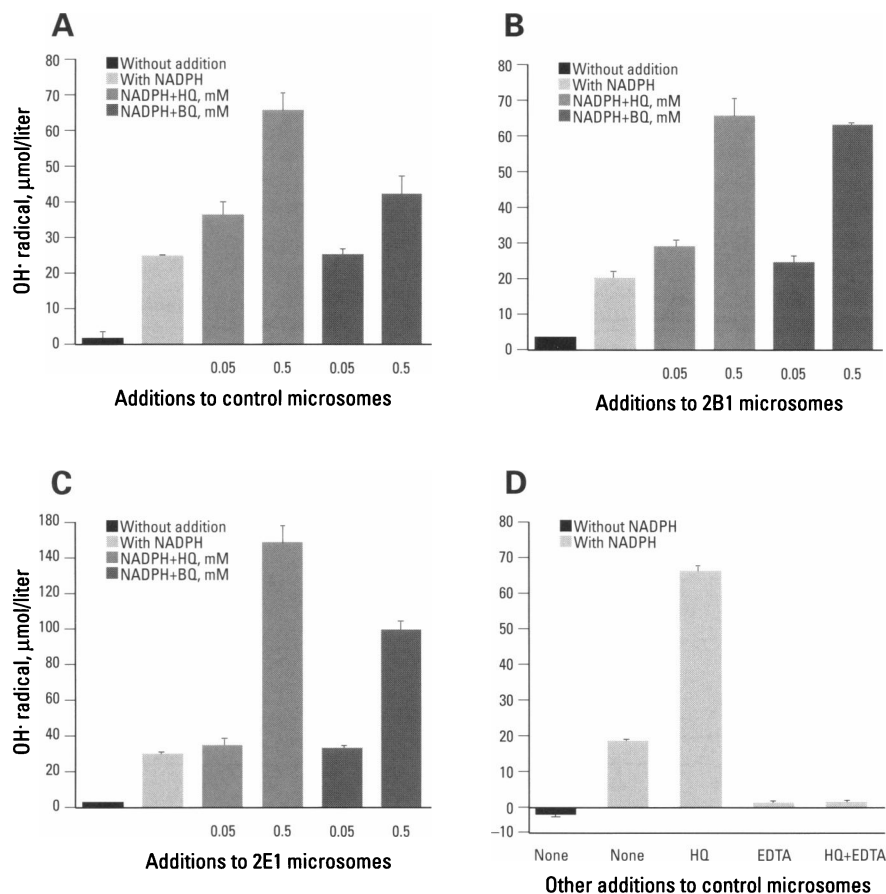 A
OH· radical, μmol/liter
80
70
60
50
40
30
20
10
0
Without addition
With NADPH
NADPH+HQ, mM
NADPH+BQ, mM
0.05 0.5 0.05 0.5
Additions to control microsomes
B
80
70
60
50
40
30
20
10
0
Without addition
With NADPH
NADPH+HQ, mM
NADPH+BQ, mM
0.05 0.5 0.05 0.5
Additions to 2B1 microsomes
C
OH· radical, μmol/liter
180
140
120
100
80
60
40
20
0
Without addition
With NADPH
NADPH+HQ, mM
NADPH+BQ, mM
0.05 0.5 0.05 0.5
Additions to 2E1 microsomes
D
80
70
60
50
40
30
20
10
0
−10
Without NADPH
With NADPH
None None HQ EDTA HQ+EDTA
Other additions to control microsomes